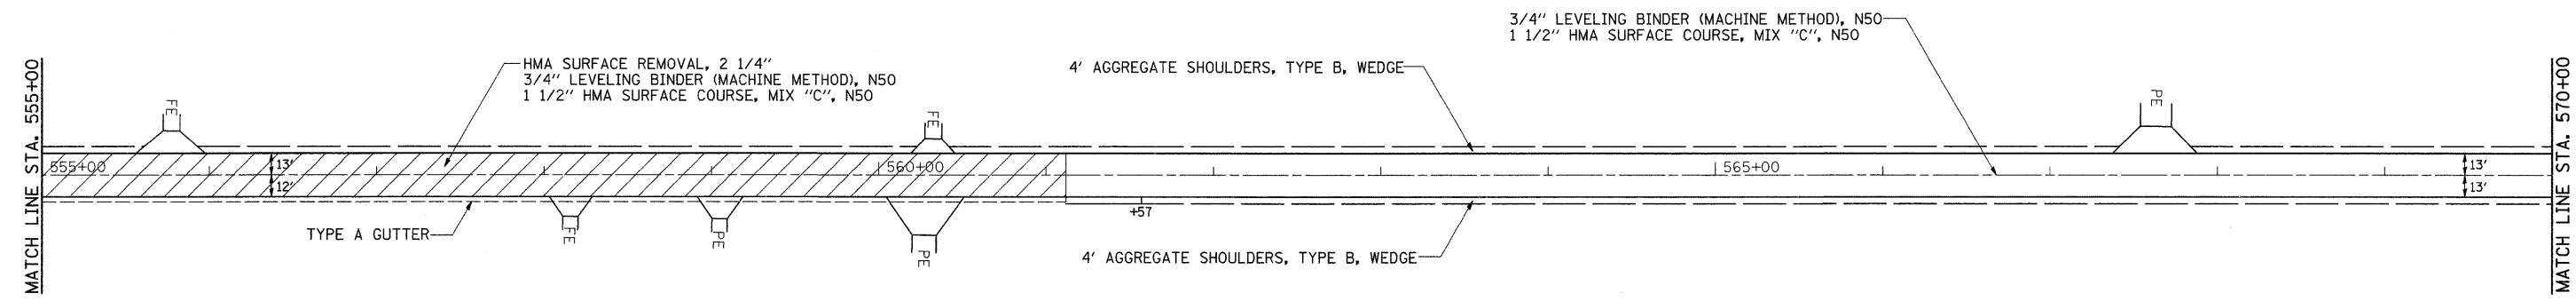 MATCH LINE STA. 555+00
HMA SURFACE REMOVAL, 2 1/4"
3/4" LEVELING BINDER (MACHINE METHOD), N50
1 1/2" HMA SURFACE COURSE, MIX "C", N50
4' AGGREGATE SHOULDERS, TYPE B, WEDGE
3/4" LEVELING BINDER (MACHINE METHOD), N50
1 1/2" HMA SURFACE COURSE, MIX "C", N50
MATCH LINE STA. 570+00
FE
FE
PE
555+00
13'
12'
560+00
565+00
13'
13'
+57
TYPE A GUTTER
FE
PE
PE
4' AGGREGATE SHOULDERS, TYPE B, WEDGE